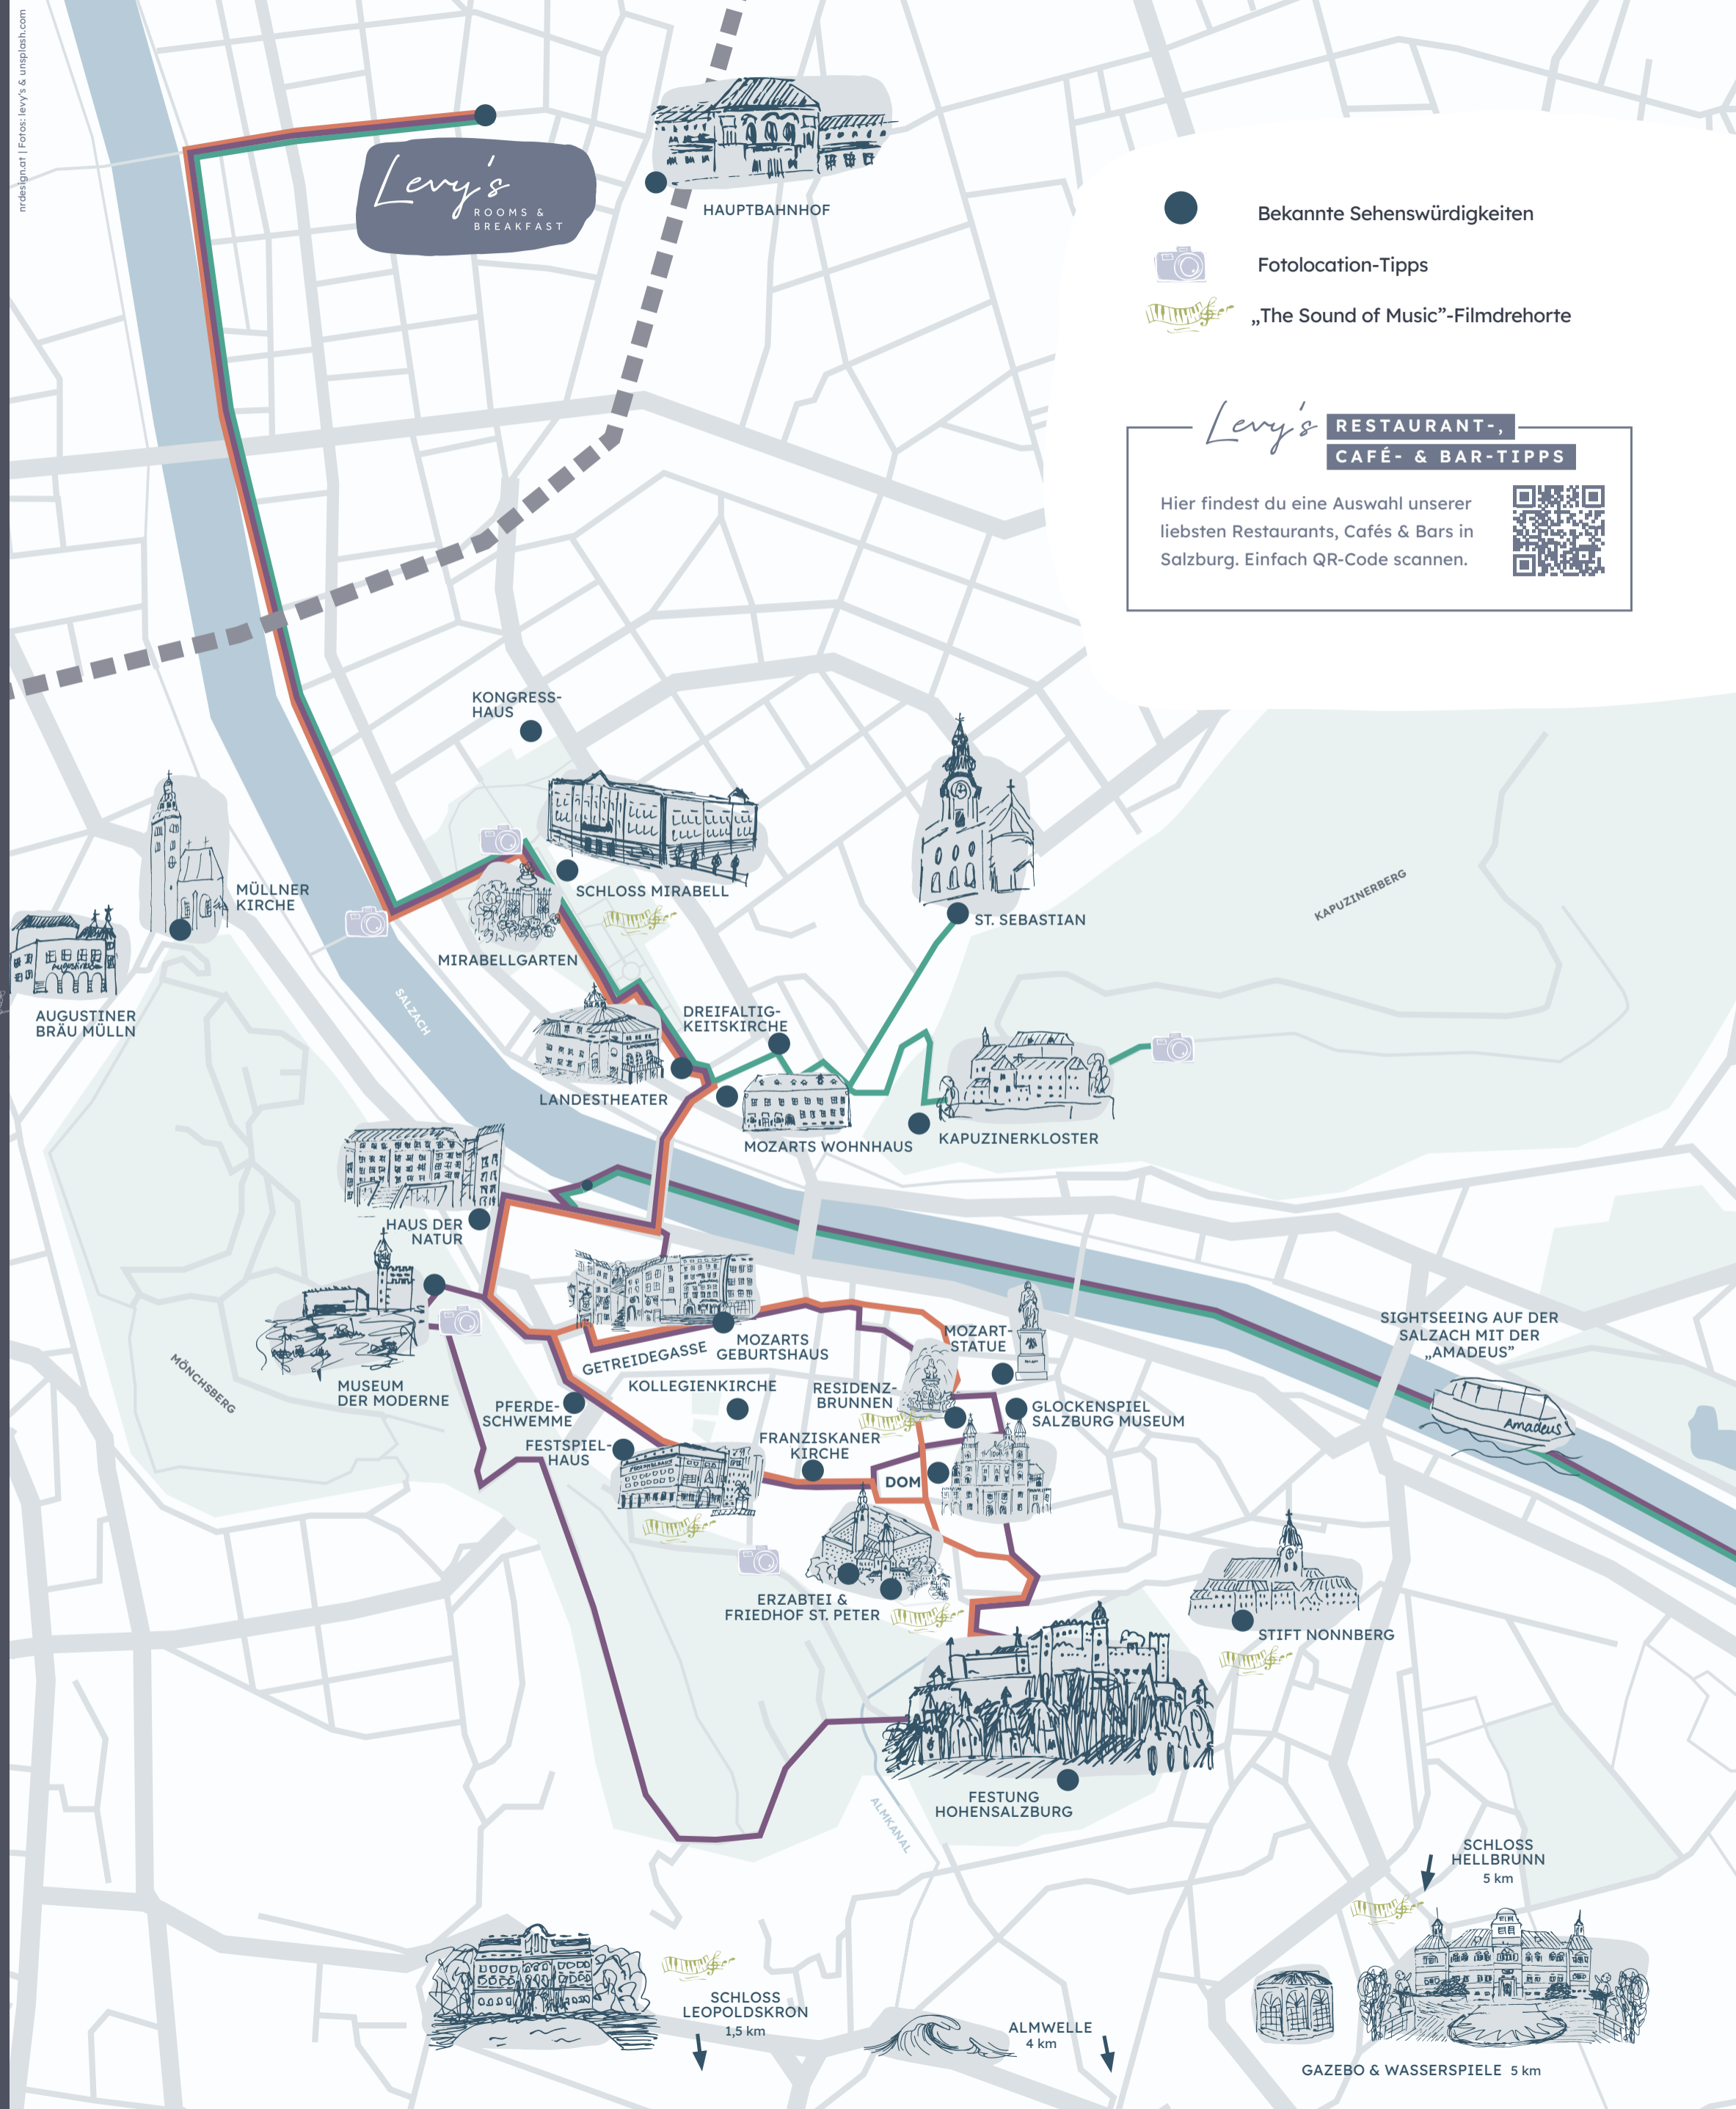 nrdesign.at | Fotos: levy's & unsplash.com
Levy's
ROOMS &
BREAKFAST
HAUPTBAHNHOF
Bekannte Sehenswürdigkeiten
Fotolocation-Tipps
„The Sound of Music”-Filmdrehorte
Levy's RESTAURANT-,
CAFÉ- & BAR-TIPPS
Hier findest du eine Auswahl unserer
liebsten Restaurants, Cafés & Bars in
Salzburg. Einfach QR-Code scannen.
KONGRESS-
HAUS
MÜLLNER
KIRCHE
SCHLOSS MIRABELL
ST. SEBASTIAN
KAPUZINERBERG
MIRABELLGARTEN
Augustiner
AUGUSTINER
BRÄU MÜLLN
SALZACH
DREIFALTIG-
KEITSKIRCHE
LANDESTHEATER
MOZARTS WOHNHAUS
KAPUZINERKLOSTER
HAUS DER
NATUR
MÖNCHSBERG
MUSEUM
DER MODERNE
GETREIDEGASSE
MOZARTS
GEBURTSHAUS
MOZART-
STATUE
SIGHTSEEING AUF DER
SALZACH MIT DER
„AMADEUS”
Amadeus
KOLLEGIENKIRCHE
RESIDENZ-
BRUNNEN
PFERDE-
SCHWEMME
GLOCKENSPIEL
SALZBURG MUSEUM
FESTSPIEL-
HAUS
FRANZISKANER
KIRCHE
DOM
ERZABTEI &
FRIEDHOF ST. PETER
STIFT NONNBERG
FESTUNG
HOHENSALZBURG
ALMKANAL
SCHLOSS
HELLBRUNN
5 km
SCHLOSS
LEOPOLDSKRON
1,5 km
ALMWELLE
4 km
GAZEBO & WASSERSPIELE 5 km